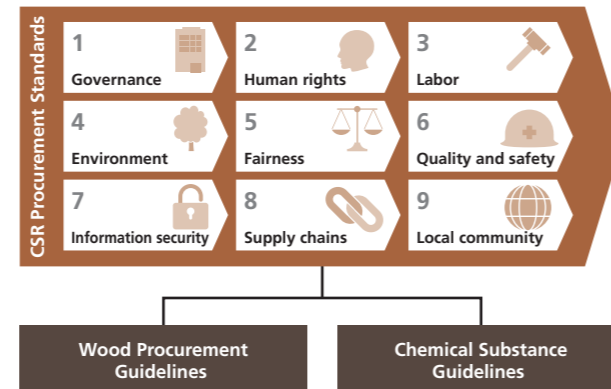 CSR Procurement Standards
1
Governance
2
Human rights
3
Labor
4
Environment
5
Fairness
6
Quality and safety
7
Information security
8
Supply chains
9
Local community
Wood Procurement
Guidelines
Chemical Substance
Guidelines